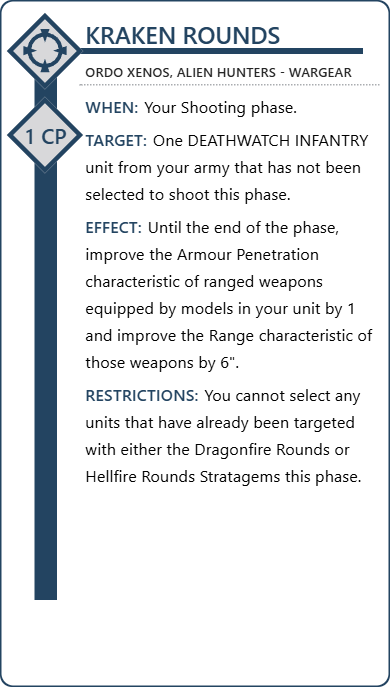 KRAKEN ROUNDS
ORDO XENOS, ALIEN HUNTERS - WARGEAR
WHEN: Your Shooting phase.
1 CP
TARGET: One DEATHWATCH INFANTRY
unit from your army that has not been
selected to shoot this phase.
EFFECT: Until the end of the phase,
improve the Armour Penetration
characteristic of ranged weapons
equipped by models in your unit by 1
and improve the Range characteristic of
those weapons by 6".
RESTRICTIONS: You cannot select any
units that have already been targeted
with either the Dragonfire Rounds or
Hellfire Rounds Stratagems this phase.